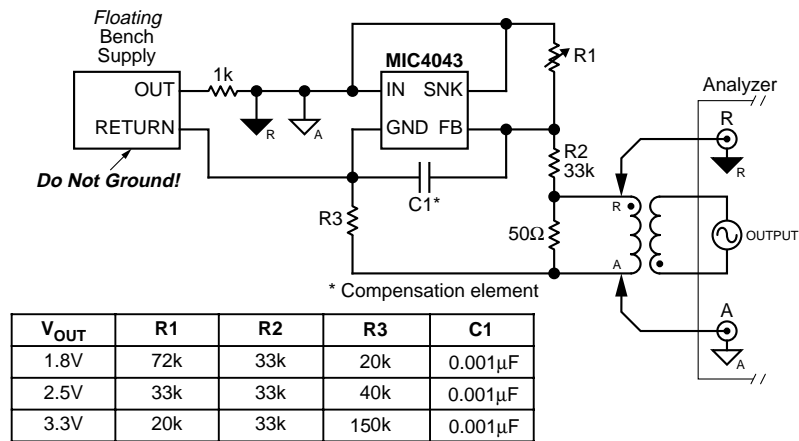 Floating
Bench
Supply
OUT
RETURN
Do Not Ground!
1k
R
A
MIC4043
IN SNK
GND FB
R1
C1*
R3
R2
33k
50Ω
R
A
Analyzer
R
R
OUTPUT
A
A
* Compensation element
VOUT R1 R2 R3 C1
1.8V 72k 33k 20k 0.001µF
2.5V 33k 33k 40k 0.001µF
3.3V 20k 33k 150k 0.001µF